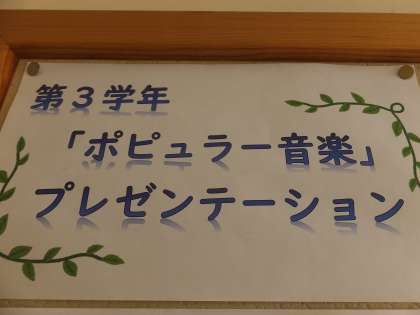 第３学年
「ポピュラー音楽」
プレゼンテーション